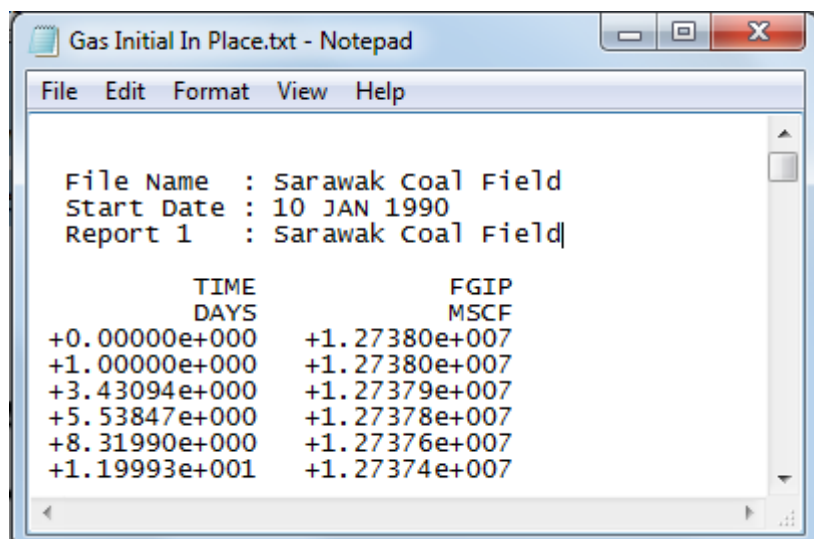 Gas Initial In Place.txt - Notepad
File Edit Format View Help
File Name : Sarawak Coal Field
Start Date : 10 JAN 1990
Report 1 : Sarawak Coal Field
TIME FGIP
DAYS MSCF
+0.00000e+000 +1.27380e+007
+1.00000e+000 +1.27380e+007
+3.43094e+000 +1.27379e+007
+5.53847e+000 +1.27378e+007
+8.31990e+000 +1.27376e+007
+1.19993e+001 +1.27374e+007